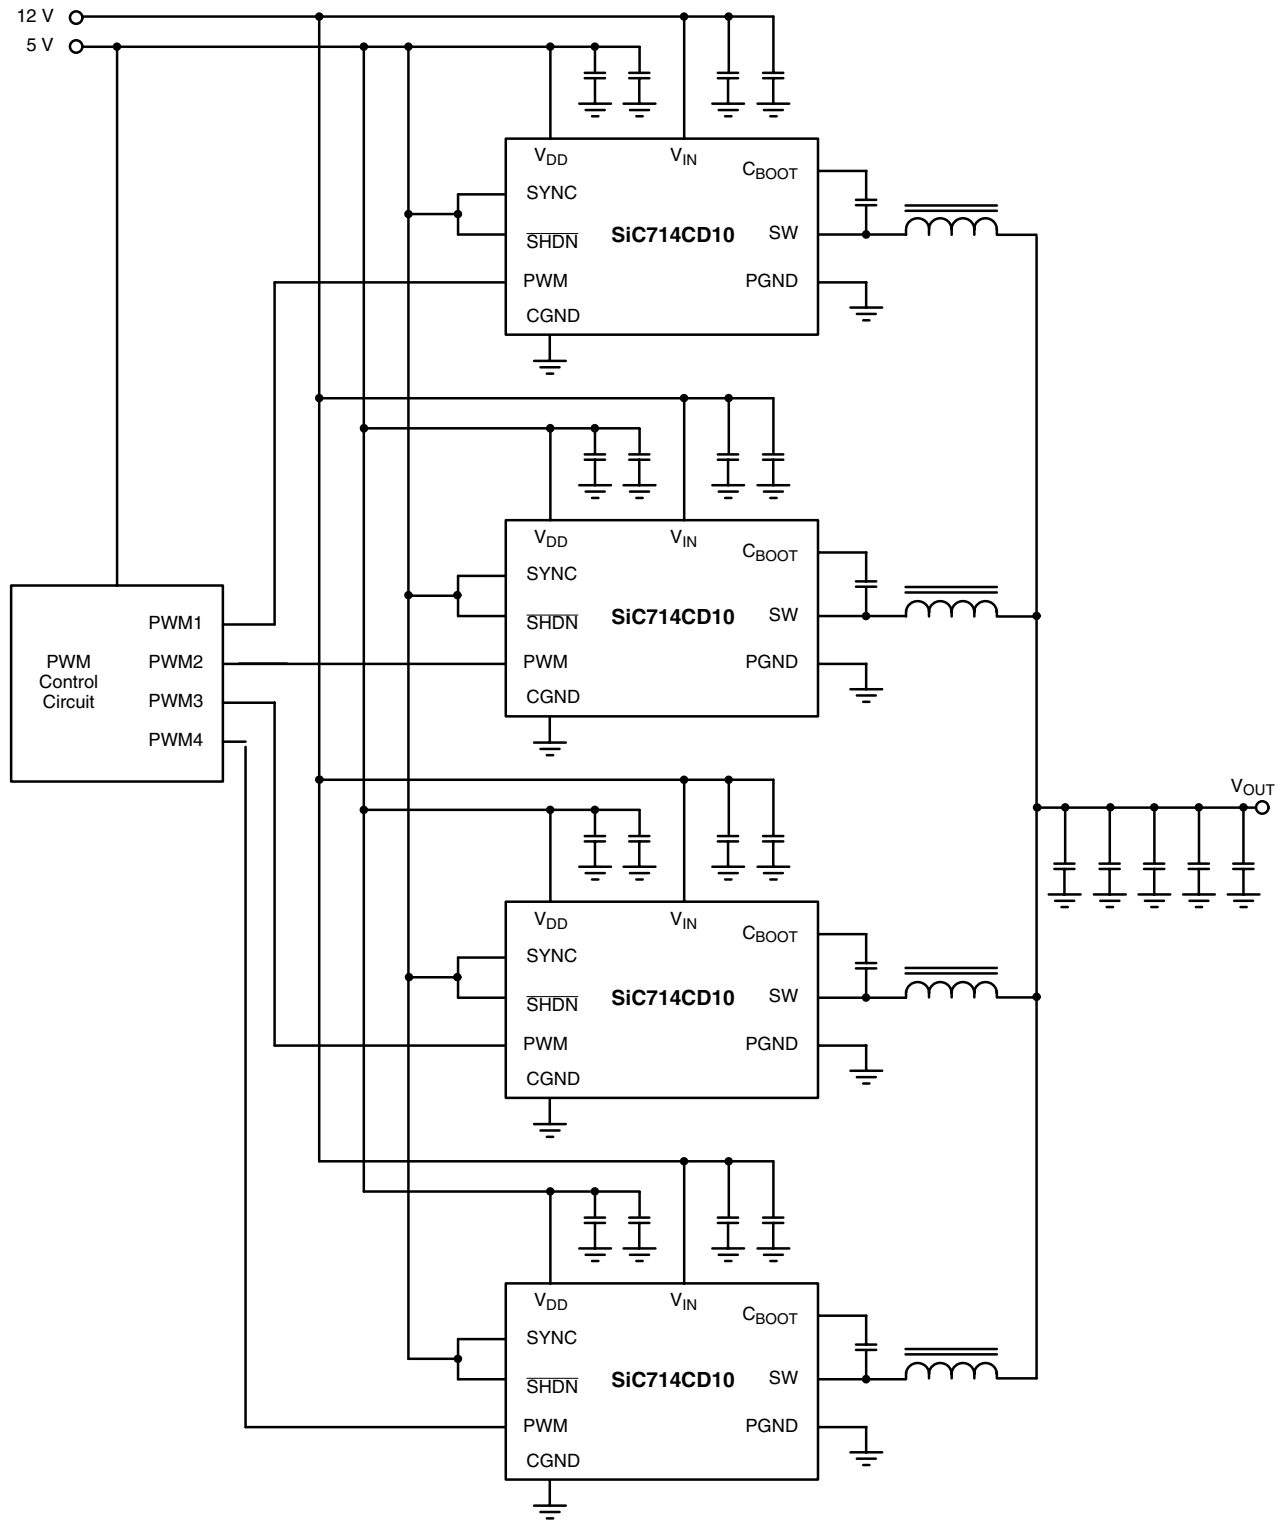 12 V
5 V
VDD
VIN
CBOOT
SYNC
SHDN
SiC714CD10
SW
PWM
PGND
CGND
VDD
VIN
CBOOT
SYNC
SHDN
SiC714CD10
SW
PWM
PGND
CGND
PWM
Control
Circuit
PWM1
PWM2
PWM3
PWM4
VOUT
VDD
VIN
CBOOT
SYNC
SHDN
SiC714CD10
SW
PWM
PGND
CGND
VDD
VIN
CBOOT
SYNC
SHDN
SiC714CD10
SW
PWM
PGND
CGND